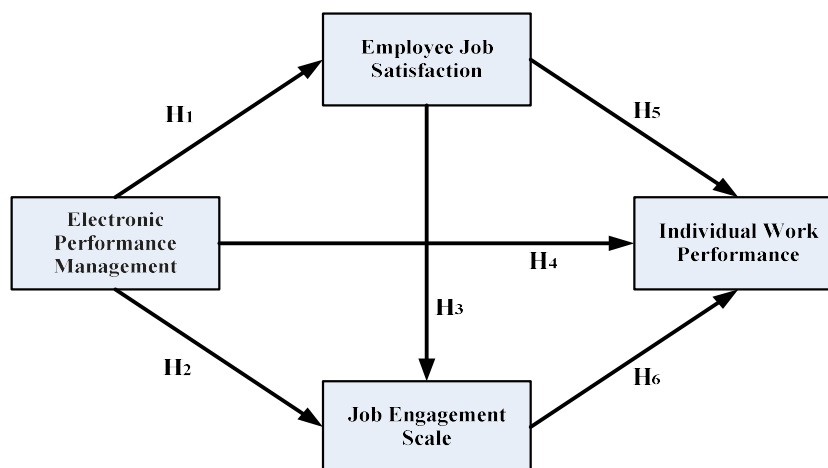 Employee Job
Satisfaction
H1
H5
Electronic
Performance
Management
Individual Work
Performance
H4
H3
H2
H6
Job Engagement
Scale